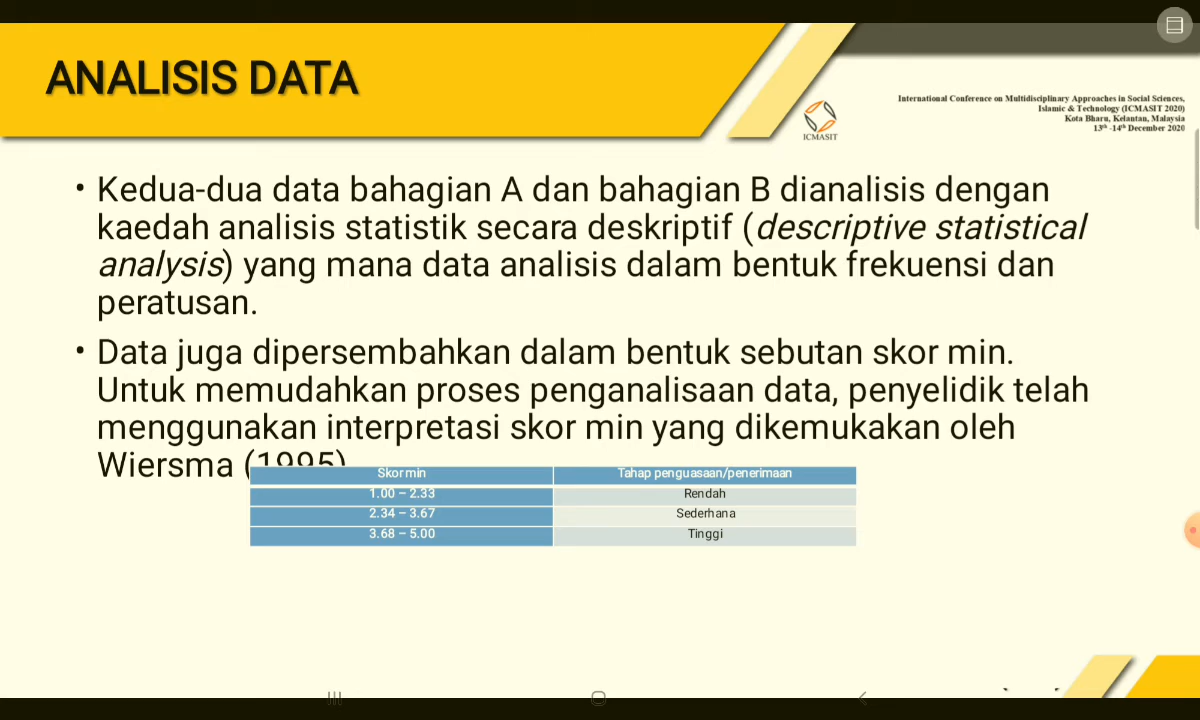 ANALISIS DATA
ICMASIT
International Conference on Multidisciplinary Approaches in Social Sciences,
Islamic & Technology (ICMASIT 2020)
Kota Bharu, Kelantan, Malaysia
13th -14th December 2020
• Kedua-dua data bahagian A dan bahagian B dianalisis dengan
kaedah analisis statistik secara deskriptif (descriptive statistical
analysis) yang mana data analisis dalam bentuk frekuensi dan
peratusan.
• Data juga dipersembahkan dalam bentuk sebutan skor min.
Untuk memudahkan proses penganalisaan data, penyelidik telah
menggunakan interpretasi skor min yang dikemukakan oleh
Wiersma (1995)
Skor min Tahap penguasaan/penerimaan
1.00 – 2.33 Rendah
2.34 – 3.67 Sederhana
3.68 – 5.00 Tinggi